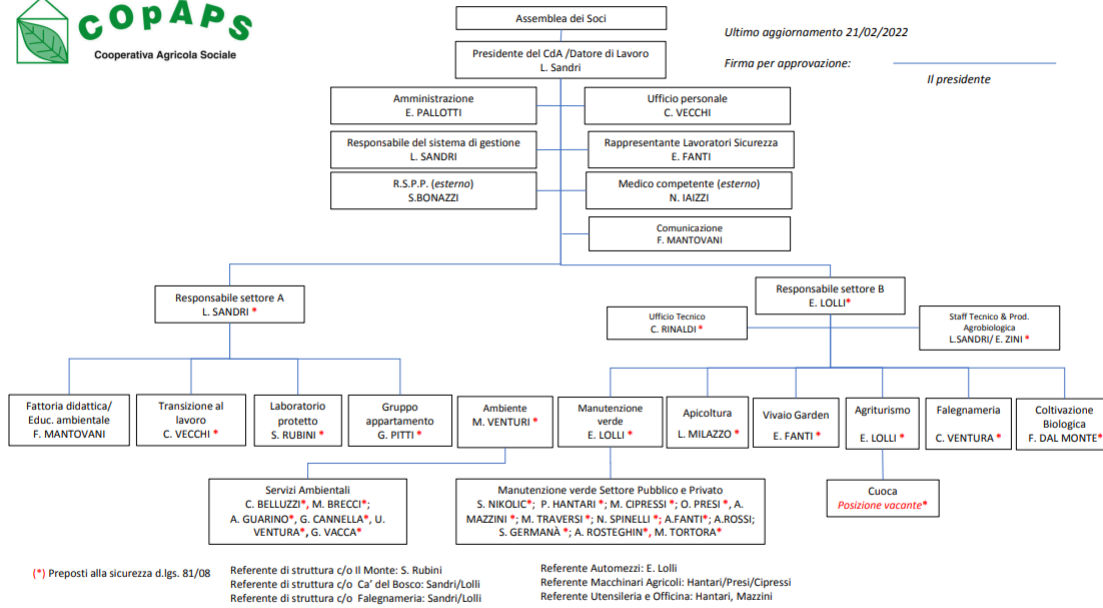 COpAPS
Cooperativa Agricola Sociale
Assemblea dei Soci
Presidente del CdA /Datore di Lavoro
L. Sandri
Ultimo aggiornamento 21/02/2022
Firma per approvazione:
Il presidente
Amministrazione
E. PALLOTTI
Ufficio personale
C. VECCHI
Responsabile del sistema di gestione
L. SANDRI
Rappresentante Lavoratori Sicurezza
E. FANTI
R.S.P.P. (esterno)
S.BONAZZI
Medico competente (esterno)
N. IAIZZI
Comunicazione
F. MANTOVANI
Responsabile settore A
L. SANDRI *
Responsabile settore B
E. LOLLI*
Ufficio Tecnico
C. RINALDI *
Staff Tecnico & Prod.
Agrobiologica
L.SANDRI/ E. ZINI *
Fattoria didattica/
Educ. ambientale
F. MANTOVANI
Transizione al
lavoro
C. VECCHI *
Laboratorio
protetto
S. RUBINI *
Gruppo
appartamento
G. PITTI *
Ambiente
M. VENTURI *
Manutenzione
verde
E. LOLLI *
Apicoltura
L. MILAZZO *
Vivaio Garden
E. FANTI *
Agriturismo
E. LOLLI *
Falegnameria
C. VENTURA *
Coltivazione
Biologica
F. DAL MONTE*
Servizi Ambientali
C. BELLUZZI*, M. BRECCI*;
A. GUARINO*, G. CANNELLA*, U.
VENTURA*, G. VACCA*
Manutenzione verde Settore Pubblico e Privato
S. NIKOLIC*; P. HANTARI *; M. CIPRESSI *; O. PRESI *, A.
MAZZINI *; M. TRAVERSI *; N. SPINELLI *; A.FANTI*; A.ROSSI;
S. GERMANÀ *; A. ROSTEGHIN*, M. TORTORA*
Cuoca
Posizione vacante*
(*) Preposti alla sicurezza d.lgs. 81/08
Referente di struttura c/o Il Monte: S. Rubini
Referente di struttura c/o Ca' del Bosco: Sandri/Lolli
Referente di struttura c/o Falegnameria: Sandri/Lolli
Referente Automezzi: E. Lolli
Referente Macchinari Agricoli: Hantari/Presi/Cipressi
Referente Utensileria e Officina: Hantari, Mazzini